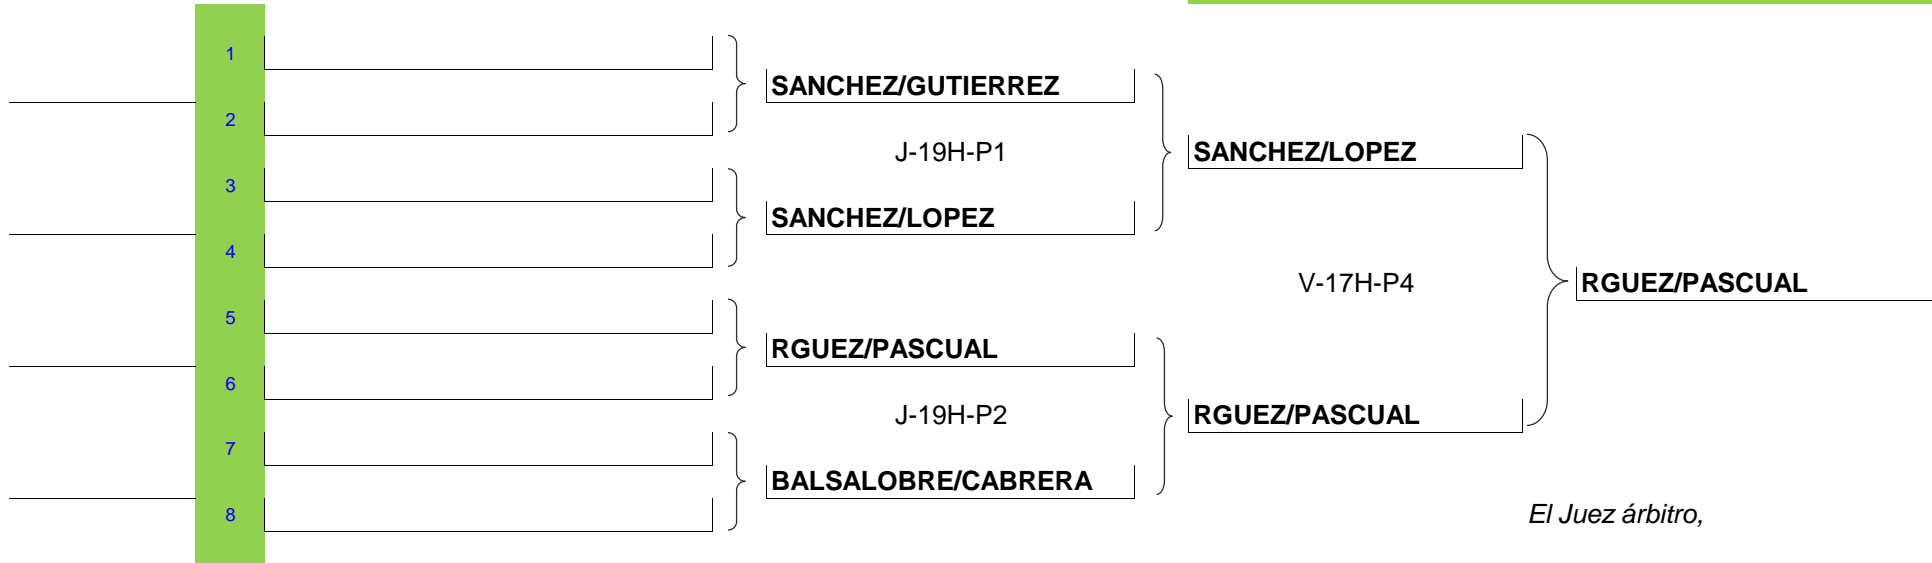 1
SANCHEZ/GUTIERREZ
2
J-19H-P1
SANCHEZ/LOPEZ
3
SANCHEZ/LOPEZ
4
V-17H-P4
RGUEZ/PASCUAL
5
RGUEZ/PASCUAL
6
J-19H-P2
RGUEZ/PASCUAL
7
BALSALOBRE/CABRERA
8
El Juez árbitro,